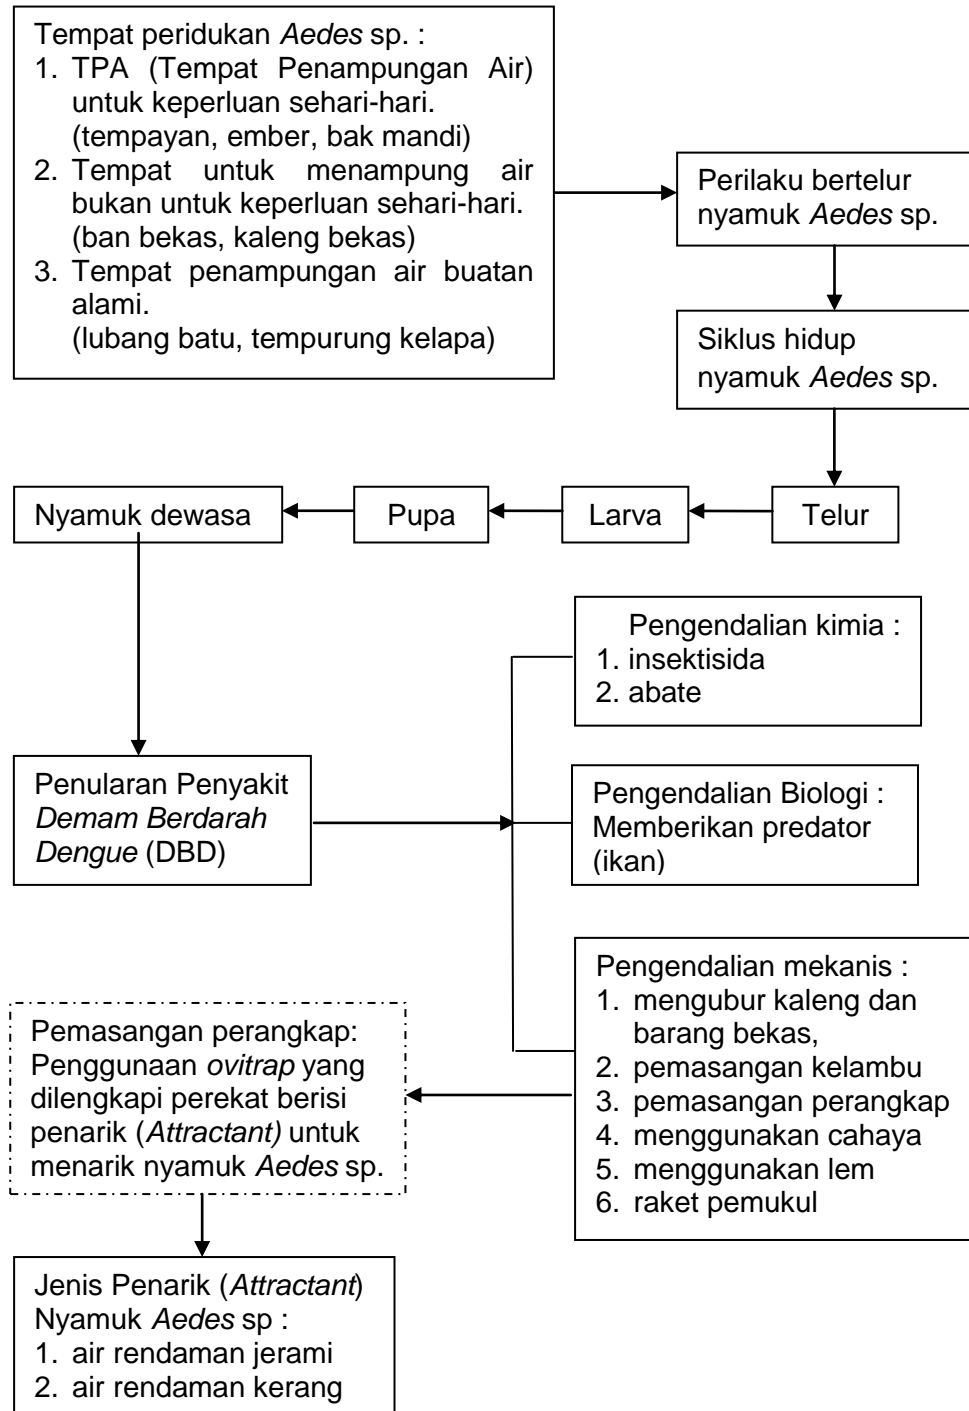 Tempat peridukan Aedes sp. :
1. TPA (Tempat Penampungan Air)
untuk keperluan sehari-hari.
(tempayan, ember, bak mandi)
2. Tempat untuk menampung air
bukan untuk keperluan sehari-hari.
(ban bekas, kaleng bekas)
3. Tempat penampungan air buatan
alami.
(lubang batu, tempurung kelapa)
Perilaku bertelur
nyamuk Aedes sp.
Siklus hidup
nyamuk Aedes sp.
Telur
Larva
Pupa
Nyamuk dewasa
Penularan Penyakit
Demam Berdarah
Dengue (DBD)
Pengendalian kimia :
1. insektisida
2. abate
Pengendalian Biologi :
Memberikan predator
(ikan)
Pengendalian mekanis :
1. mengubur kaleng dan
barang bekas,
2. pemasangan kelambu
3. pemasangan perangkap
4. menggunakan cahaya
5. menggunakan lem
6. raket pemukul
Pemasangan perangkap:
Penggunaan ovitrap yang
dilengkapi perekat berisi
penarik (Attractant) untuk
menarik nyamuk Aedes sp.
Jenis Penarik (Attractant)
Nyamuk Aedes sp :
1. air rendaman jerami
2. air rendaman kerang